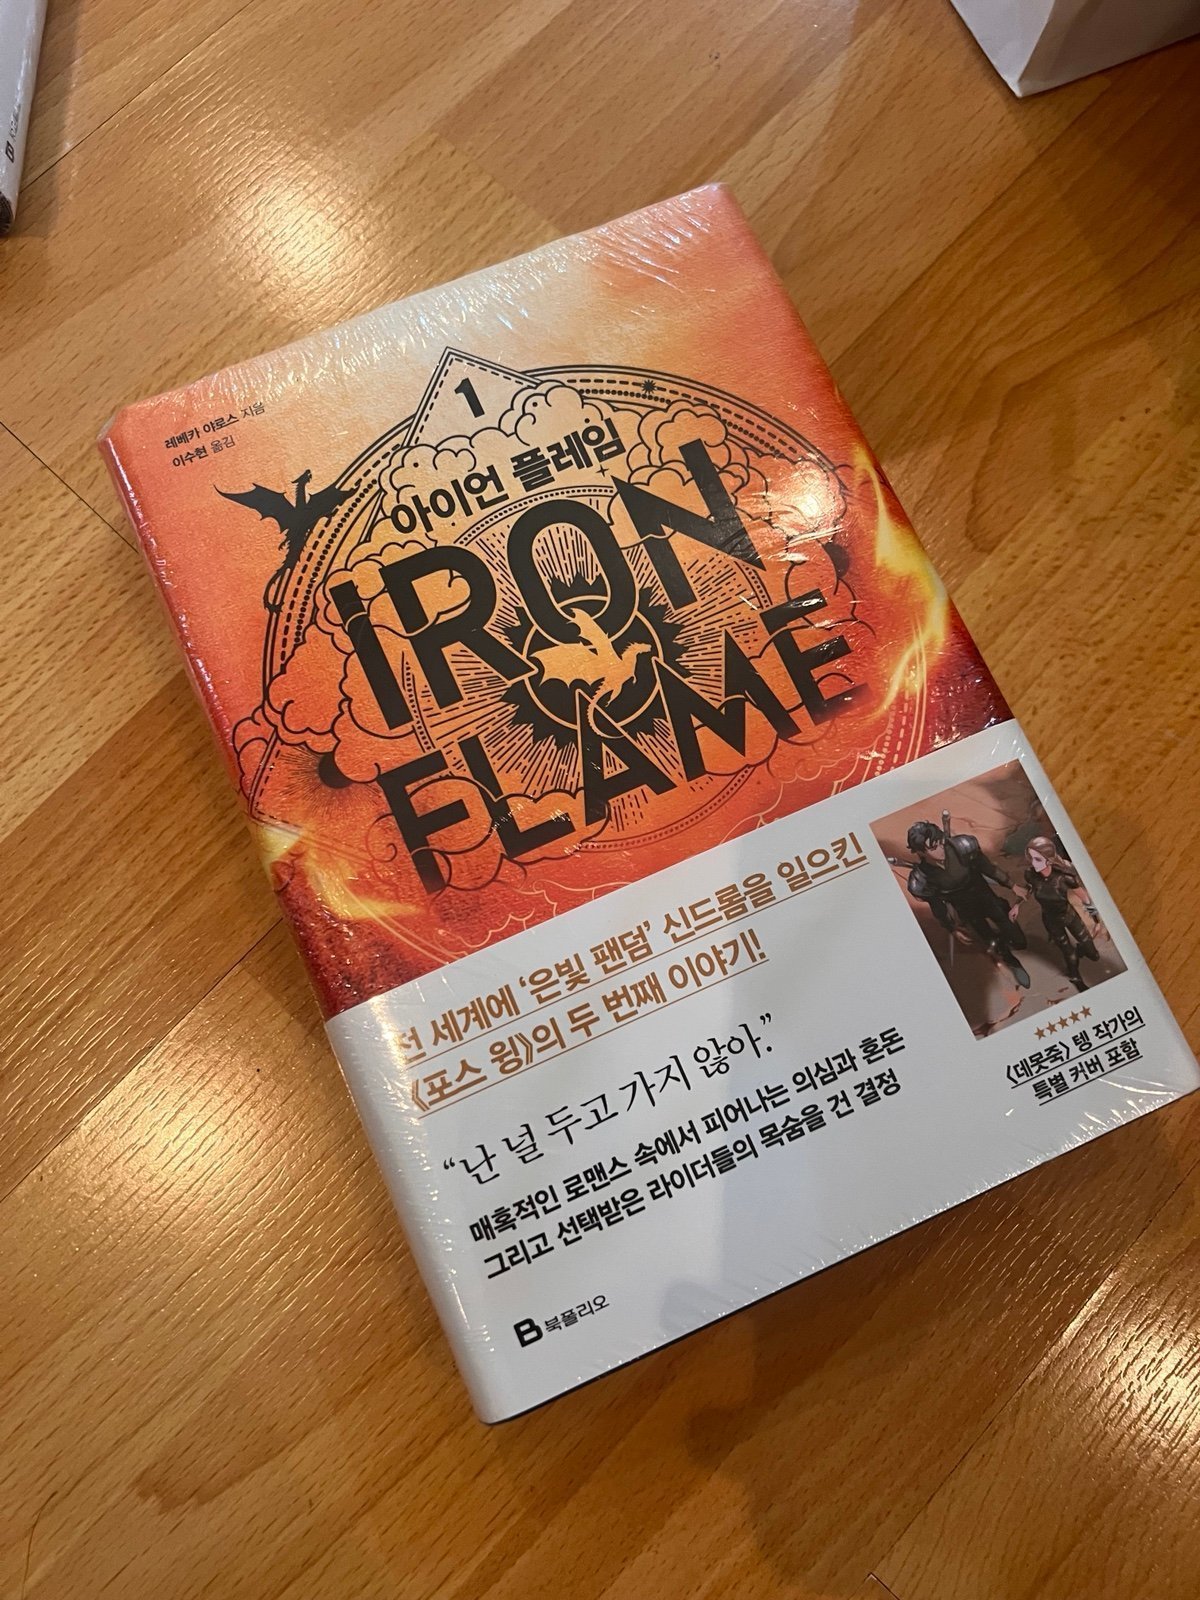 레베카 야로스 지음
이수현 옮김
1
아이언 플레임
IRON
FLAME
전 세계에 ‘은빛 팬덤’ 신드롬을 일으킨
《포스 윙》의 두 번째 이야기!
“난 널 두고 가지 않아.”
매혹적인 로맨스 속에서 피어나는 의심과 혼돈
그리고 선택받은 라이더들의 목숨을 건 결정
★★★★★
〈데못죽〉 텡 작가의
특별 커버 포함
B 북폴리오